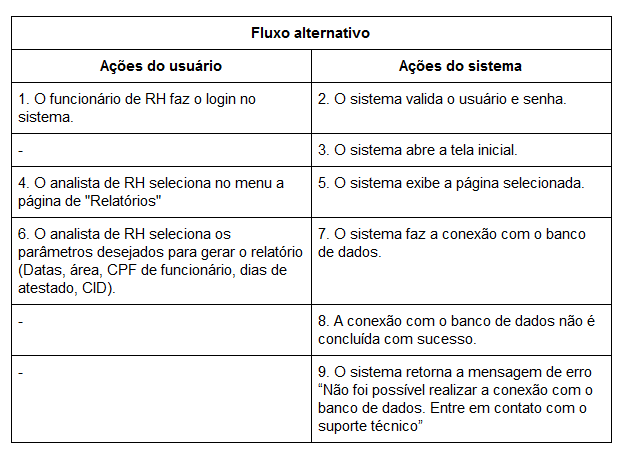 Fluxo alternativo
Ações do usuário
Ações do sistema
1. O funcionário de RH faz o login no
sistema.
2. O sistema valida o usuário e senha.
-
3. O sistema abre a tela inicial.
4. O analista de RH seleciona no menu a
página de "Relatórios"
5. O sistema exibe a página selecionada.
6. O analista de RH seleciona os
parâmetros desejados para gerar o relatório
(Datas, área, CPF de funcionário, dias de
atestado, CID).
7. O sistema faz a conexão com o banco
de dados.
-
8. A conexão com o banco de dados não é
concluída com sucesso.
-
9. O sistema retorna a mensagem de erro
“Não foi possível realizar a conexão com o
banco de dados. Entre em contato com o
suporte técnico”